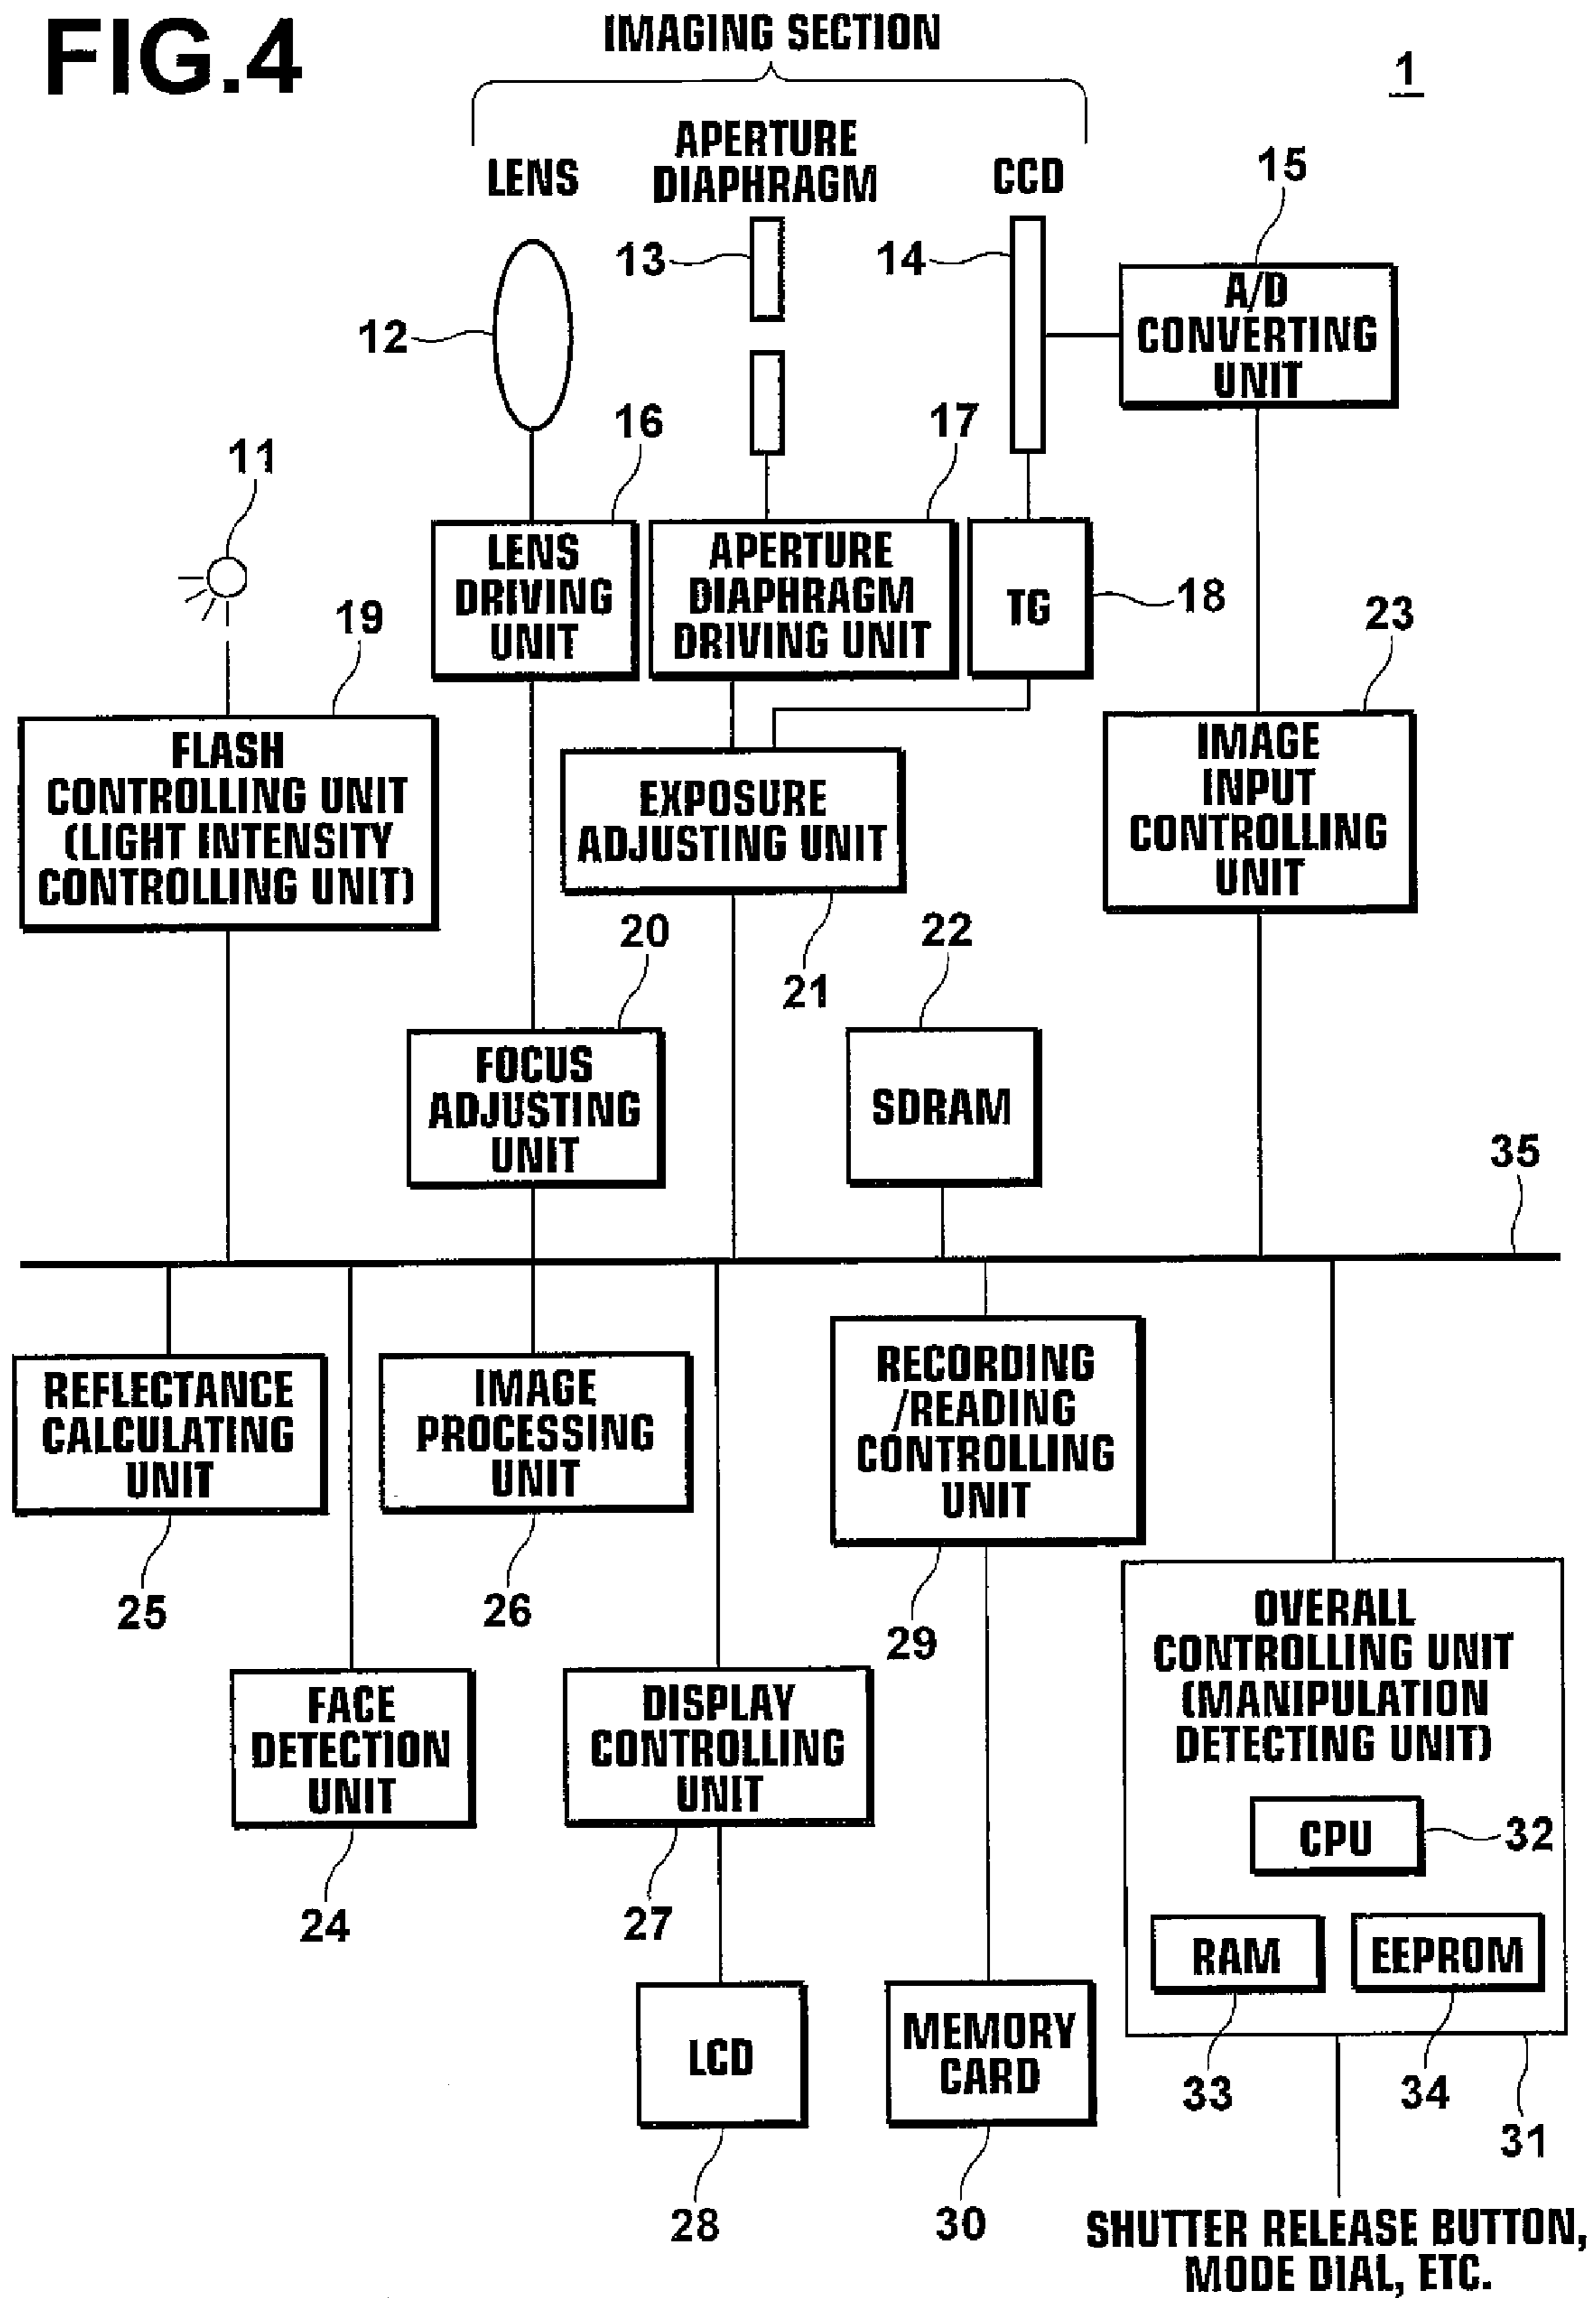 FIG.4
IMAGING SECTION
1
LENS
APERTURE
DIAPHRAGM
CCD
15
13
14
12
A/D
CONVERTING
UNIT
16
17
11
LENS
DRIVING
UNIT
APERTURE
DIAPHRAGM
DRIVING UNIT
TG
18
19
23
FLASH
CONTROLLING UNIT
(LIGHT INTENSITY
CONTROLLING UNIT)
EXPOSURE
ADJUSTING UNIT
IMAGE
INPUT
CONTROLLING
UNIT
20
21
22
FOCUS
ADJUSTING
UNIT
SDRAM
35
REFLECTANCE
CALCULATING
UNIT
IMAGE
PROCESSING
UNIT
RECORDING
/READING
CONTROLLING
UNIT
25
26
29
OVERALL
CONTROLLING UNIT
(MANIPULATION
DETECTING UNIT)
FACE
DETECTION
UNIT
DISPLAY
CONTROLLING
UNIT
CPU
32
24
27
RAM
EEPROM
LCD
MEMORY
CARD
33
34
31
28
30
SHUTTER RELEASE BUTTON,
MODE DIAL, ETC.